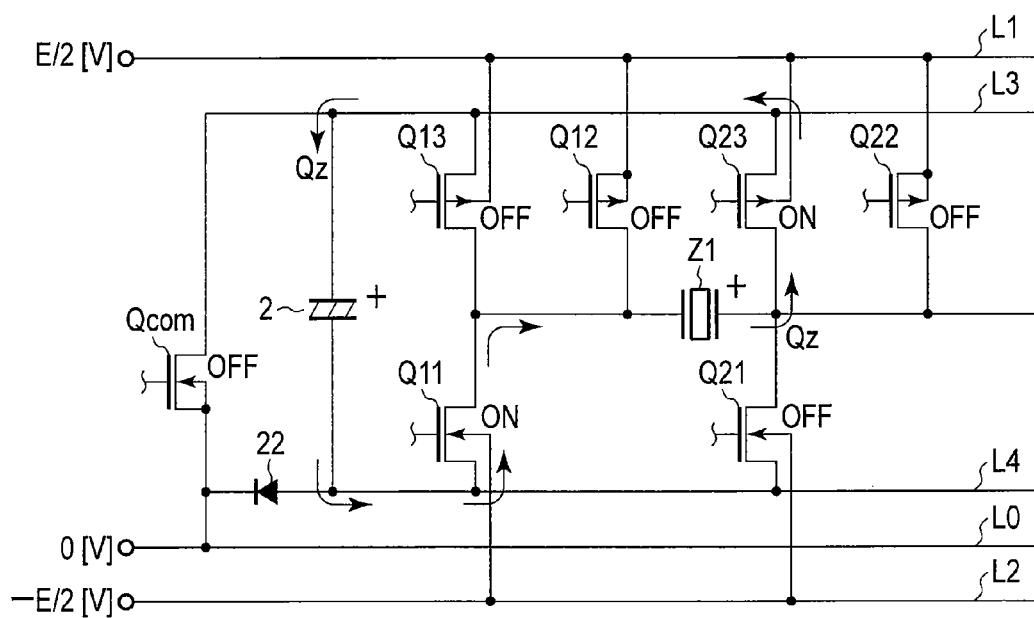 E/2 [V]
L1
L3
Q13
Q12
Q23
Q22
Qz
OFF
OFF
ON
OFF
Z1
+
2
+
Qcom
Qz
OFF
Q11
Q21
ON
OFF
22
L4
0 [V]
L0
−E/2 [V]
L2